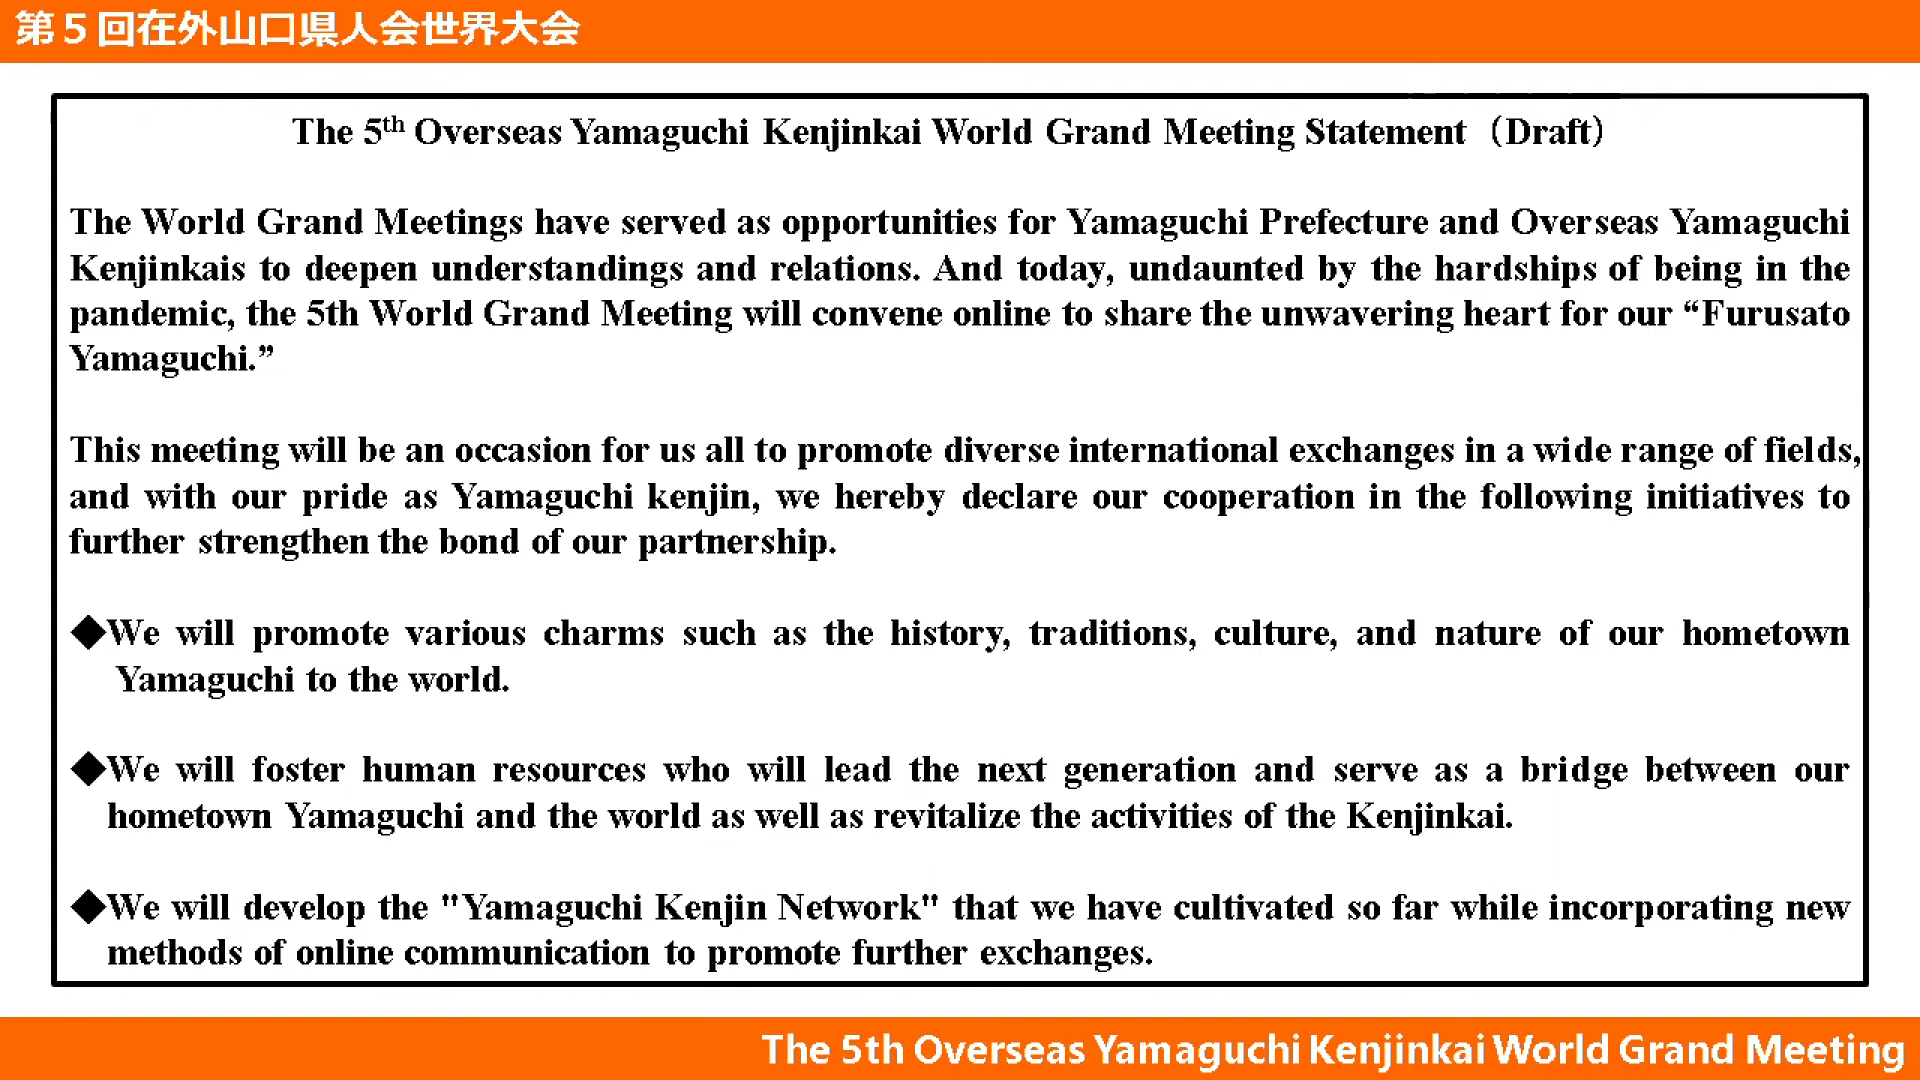 第５回在外山口県人会世界大会
The 5th Overseas Yamaguchi Kenjinkai World Grand Meeting Statement（Draft）
The World Grand Meetings have served as opportunities for Yamaguchi Prefecture and Overseas Yamaguchi
Kenjinkais to deepen understandings and relations. And today, undaunted by the hardships of being in the
pandemic, the 5th World Grand Meeting will convene online to share the unwavering heart for our “Furusato
Yamaguchi.”
This meeting will be an occasion for us all to promote diverse international exchanges in a wide range of fields,
and with our pride as Yamaguchi kenjin, we hereby declare our cooperation in the following initiatives to
further strengthen the bond of our partnership.
◆We will promote various charms such as the history, traditions, culture, and nature of our hometown
Yamaguchi to the world.
◆We will foster human resources who will lead the next generation and serve as a bridge between our
hometown Yamaguchi and the world as well as revitalize the activities of the Kenjinkai.
◆We will develop the "Yamaguchi Kenjin Network" that we have cultivated so far while incorporating new
methods of online communication to promote further exchanges.
The 5th Overseas Yamaguchi Kenjinkai World Grand Meeting